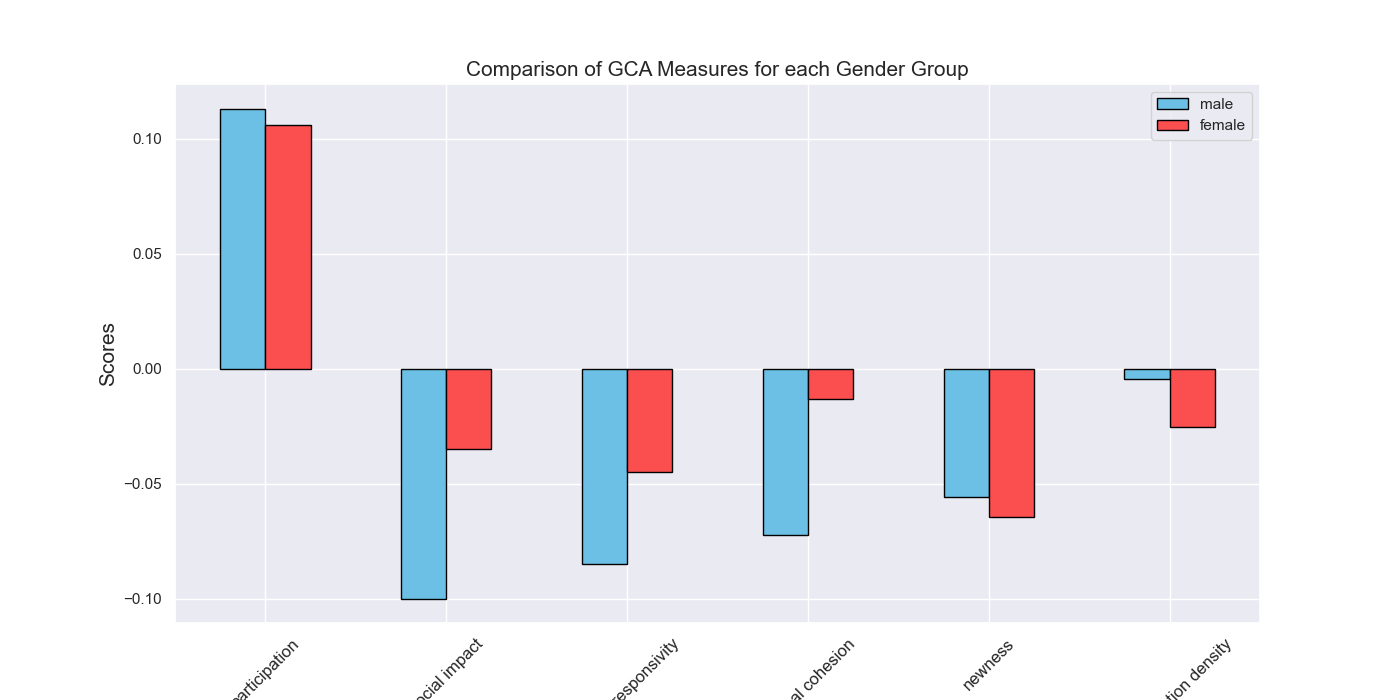 Comparison of GCA Measures for each Gender Group
male
female
Scores
0.10
0.05
0.00
−0.05
−0.10
articipation
ocial impact
responsivity
al cohesion
newness
tion density